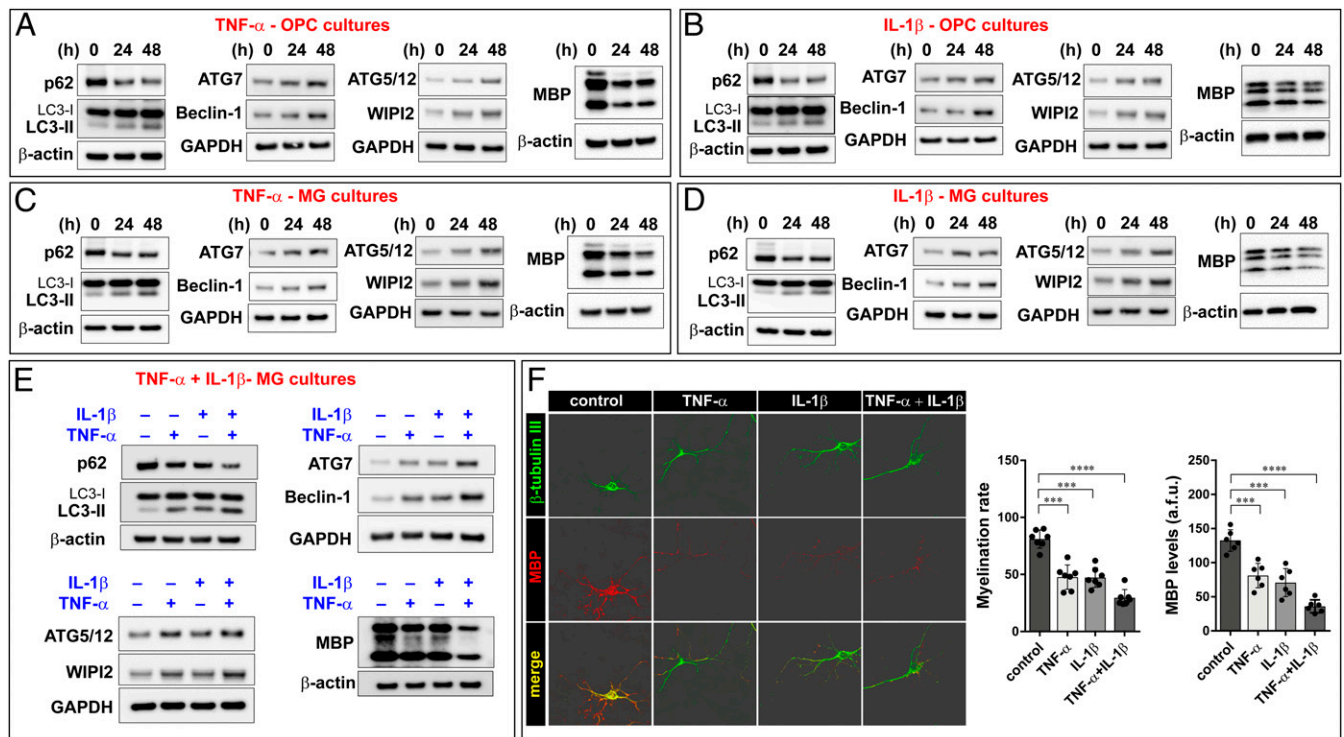 A
TNF-α - OPC cultures
(h) 0 24 48
p62
LC3-I
LC3-II
β-actin
(h) 0 24 48
ATG7
Beclin-1
GAPDH
(h) 0 24 48
ATG5/12
WIPI2
GAPDH
(h) 0 24 48
MBP
B
IL-1β - OPC cultures
(h) 0 24 48
p62
LC3-I
LC3-II
β-actin
(h) 0 24 48
ATG7
Beclin-1
GAPDH
(h) 0 24 48
ATG5/12
WIPI2
GAPDH
(h) 0 24 48
MBP
β-actin
C
TNF-α - MG cultures
(h) 0 24 48
p62
LC3-I
LC3-II
β-actin
(h) 0 24 48
ATG7
Beclin-1
GAPDH
(h) 0 24 48
ATG5/12
WIPI2
GAPDH
(h) 0 24 48
MBP
β-actin
D
IL-1β - MG cultures
(h) 0 24 48
p62
LC3-I
LC3-II
β-actin
(h) 0 24 48
ATG7
Beclin-1
GAPDH
(h) 0 24 48
ATG5/12
WIPI2
GAPDH
(h) 0 24 48
MBP
β-actin
E
TNF-α + IL-1β- MG cultures
IL-1β – – + +
TNF-α – + – +
p62
LC3-I
LC3-II
β-actin
IL-1β – – + +
TNF-α – + – +
ATG7
Beclin-1
GAPDH
IL-1β – – + +
TNF-α – + – +
ATG5/12
WIPI2
GAPDH
IL-1β – – + +
TNF-α – + – +
MBP
β-actin
F
control TNF-α IL-1β TNF-α + IL-1β
β-tubulin III
MBP
merge
Myelination rate
150
100
50
0
****
***
***
control
TNF-α
IL-1β
TNF-α+IL-1β
MBP levels (a.f.u.)
250
200
150
100
50
0
****
***
***
control
TNF-α
IL-1β
TNF-α+IL-1β